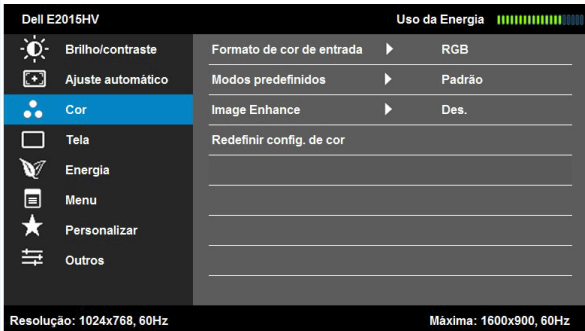 Dell E2015HV Uso da Energia
Brilho/contraste Formato de cor de entrada RGB
Ajuste automático Modos predefinidos Padrão
Cor Image Enhance Des.
Tela Redefinir config. de cor
Energia
Menu
Personalizar
Outros
Resolução: 1024x768, 60Hz Máxima: 1600x900, 60Hz